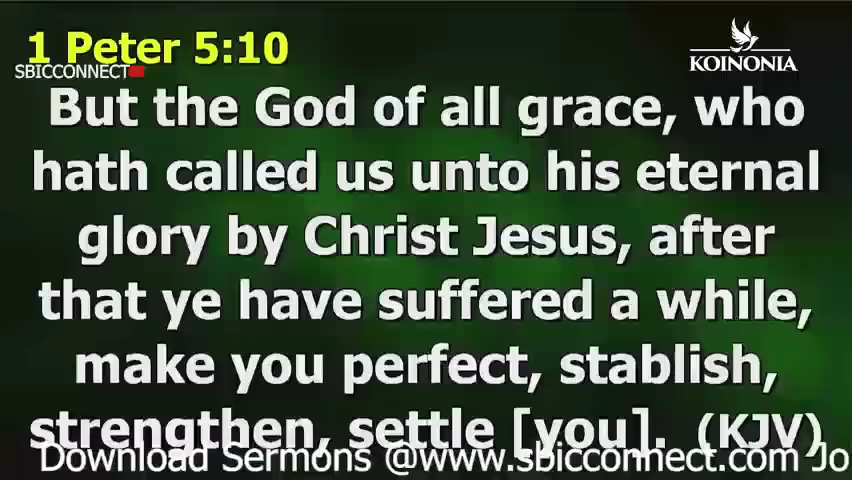 1 Peter 5:10
KOINONIA
SBICCONNECT
But the God of all grace, who
hath called us unto his eternal
glory by Christ Jesus, after
that ye have suffered a while,
make you perfect, stablish,
strengthen, settle [you]. (KJV)
Download Sermons @www.sbicconnect.com Jo